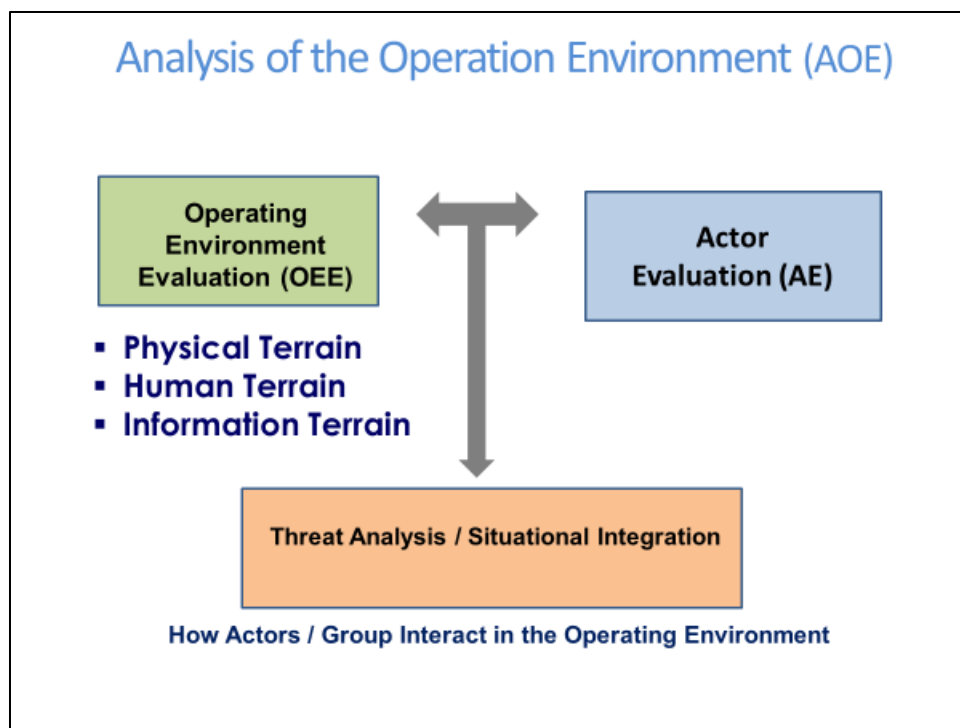 Analysis of the Operation Environment (AOE)
Operating
Environment
Evaluation (OEE)
Actor
Evaluation (AE)
▪ Physical Terrain
▪ Human Terrain
▪ Information Terrain
Threat Analysis / Situational Integration
How Actors / Group Interact in the Operating Environment